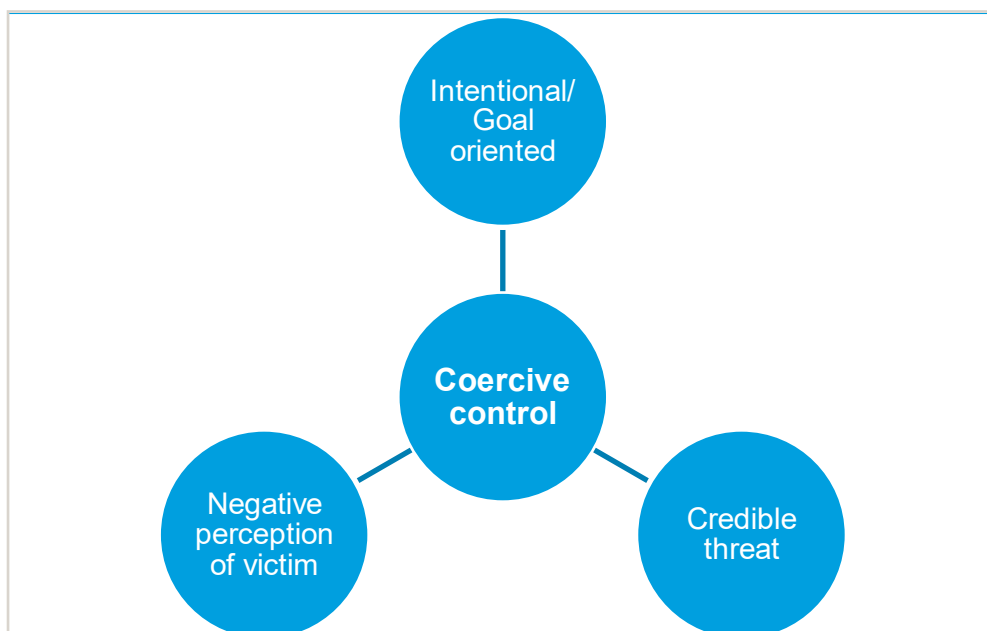 Intentional/
Goal
oriented
Coercive
control
Negative
perception
of victim
Credible
threat